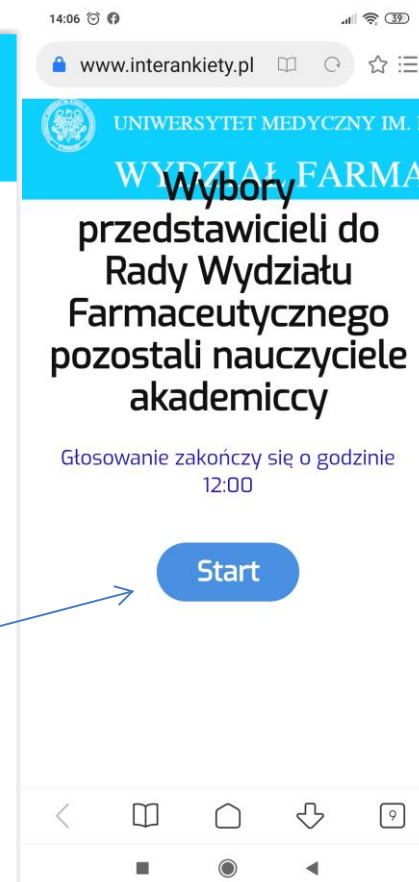 14:06
39
www.interankiety.pl
UNIWERSYTET MEDYCZNY IM.
WYDZIAŁ FARMA
Wybory
przedstawicieli do
Rady Wydziału
Farmaceutycznego
pozostali nauczyciele
akademiccy
Głosowanie zakończy się o godzinie
12:00
Start
9